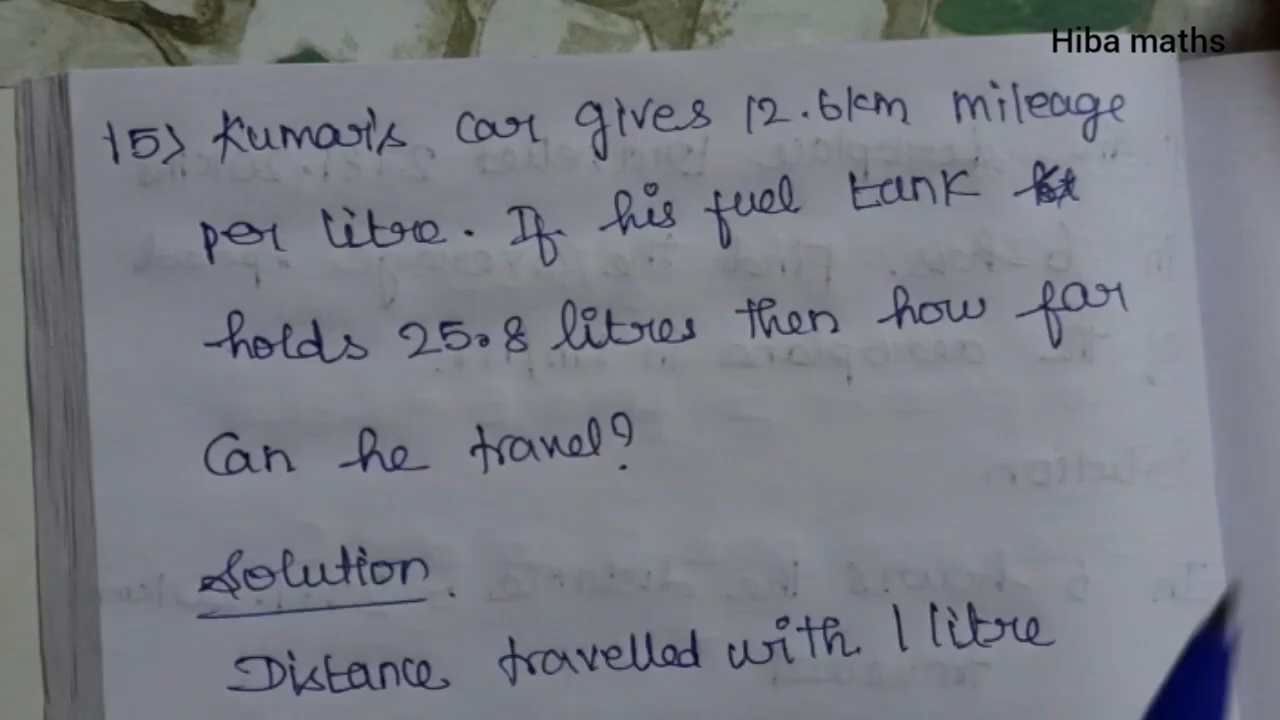 Hiba maths
15) Kumar's car gives 12.6km mileage
per litre. If his fuel tank
holds 25.8 litres then how far
Can he travel?
Solution.
Distance travelled with 1 litre